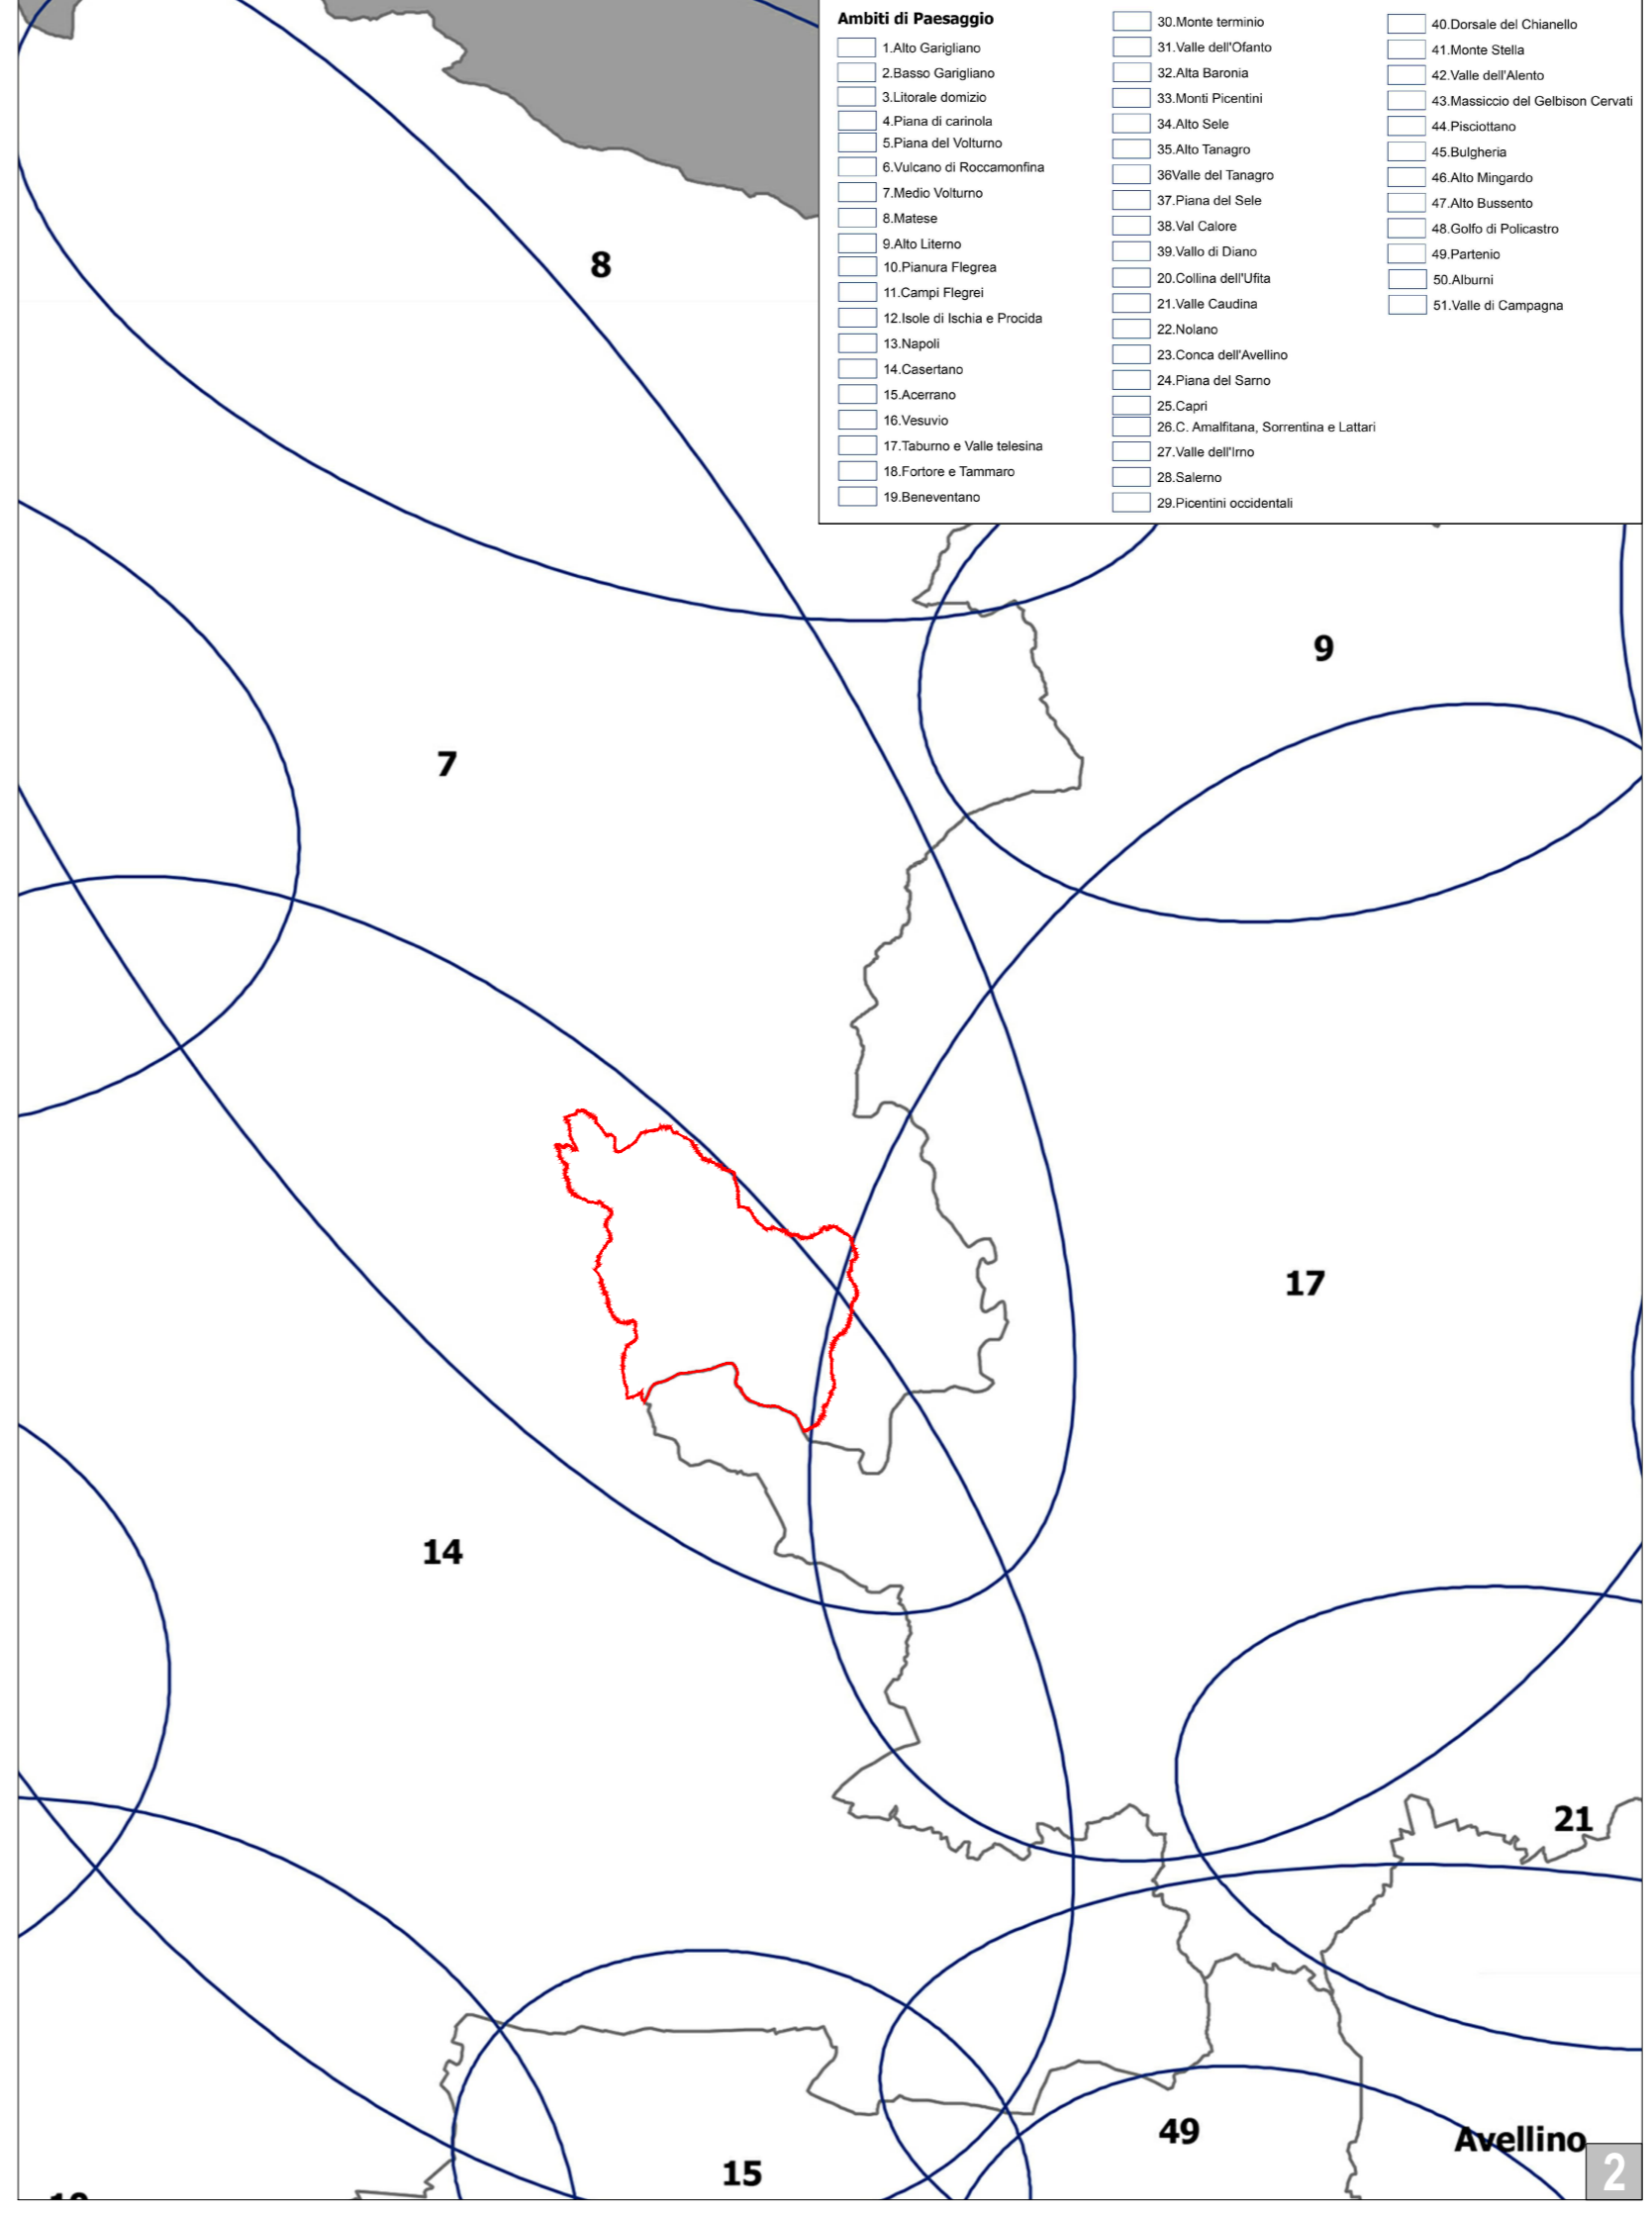 Ambiti di Paesaggio
1.Alto Garigliano
2.Basso Garigliano
3.Litorale domizio
4.Piana di carinola
5.Piana del Volturno
6.Vulcano di Roccamonfina
7.Medio Volturno
8.Matese
9.Alto Literno
10.Pianura Flegrea
11.Campi Flegrei
12.Isole di Ischia e Procida
13.Napoli
14.Casertano
15.Acerrano
16.Vesuvio
17.Taburno e Valle telesina
18.Fortore e Tammaro
19.Beneventano
30.Monte terminio
31.Valle dell'Ofanto
32.Alta Baronia
33.Monti Picentini
34.Alto Sele
35.Alto Tanagro
36Valle del Tanagro
37.Piana del Sele
38.Val Calore
39.Vallo di Diano
20.Collina dell'Ufita
21.Valle Caudina
22.Nolano
23.Conca dell'Avellino
24.Piana del Sarno
25.Capri
26.C. Amalfitana, Sorrentina e Lattari
27.Valle dell'Irno
28.Salerno
29.Picentini occidentali
40.Dorsale del Chianello
41.Monte Stella
42.Valle dell'Alento
43.Massiccio del Gelbison Cervati
44.Pisciottano
45.Bulgheria
46.Alto Mingardo
47.Alto Bussento
48.Golfo di Policastro
49.Partenio
50.Alburni
51.Valle di Campagna
8
9
7
17
14
21
49
Avellino
15
2